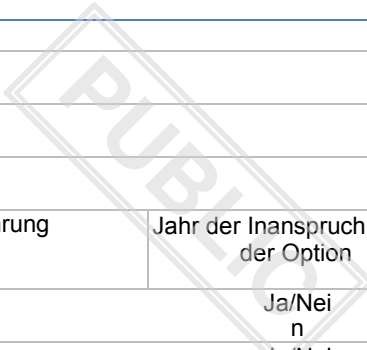 PUBLIC
rung
Jahr der Inanspruch
der Option
Ja/Nei
n